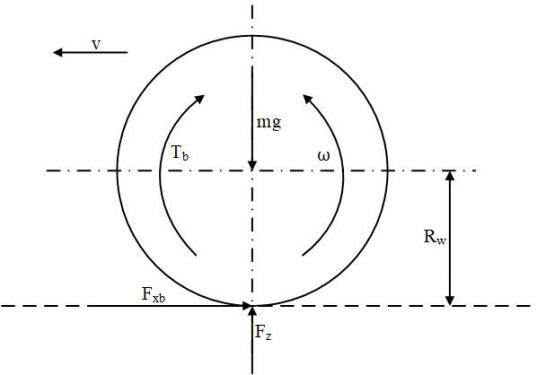 v
mg
T_b
ω
R_w
F_xb
F_z